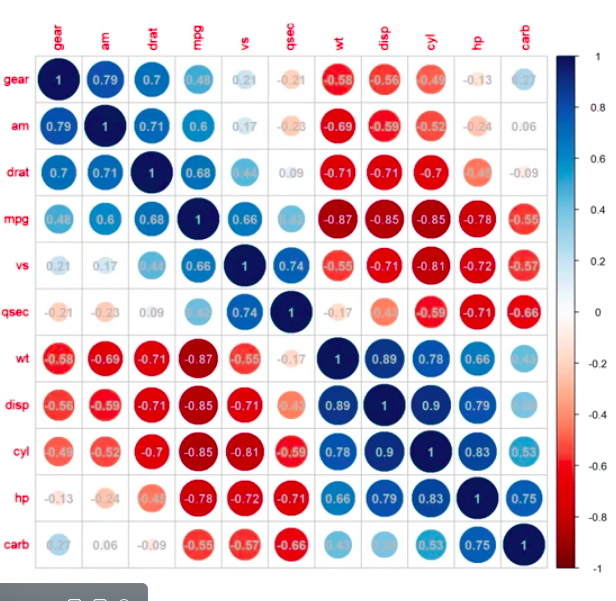 gear am drat mpg vs qsec wt disp cyl hp carb
gear 1 0.79 0.7 0.48 0.21 -0.21 -0.58 -0.56 -0.49 -0.13 0.27 1
am 0.79 1 0.71 0.6 0.17 -0.23 -0.69 -0.59 -0.52 -0.24 0.06 0.8
drat 0.7 0.71 1 0.68 0.44 0.09 -0.71 -0.71 -0.7 -0.45 -0.09 0.6
mpg 0.48 0.6 0.68 1 0.66 0.42 -0.87 -0.85 -0.85 -0.78 -0.55 0.4
vs 0.21 0.17 0.44 0.66 1 0.74 -0.55 -0.71 -0.81 -0.72 -0.57 0.2
qsec -0.21 -0.23 0.09 0.42 0.74 1 -0.17 -0.43 -0.59 -0.71 -0.66 0
wt -0.58 -0.69 -0.71 -0.87 -0.55 -0.17 1 0.89 0.78 0.66 0.43 -0.2
disp -0.56 -0.59 -0.71 -0.85 -0.71 -0.43 0.89 1 0.9 0.79 -0.4
cyl -0.49 -0.52 -0.7 -0.85 -0.81 -0.59 0.78 0.9 1 0.83 0.53 -0.6
hp -0.13 -0.24 -0.45 -0.78 -0.72 -0.71 0.66 0.79 0.83 1 0.75 -0.8
carb 0.27 0.06 -0.09 -0.55 -0.57 -0.66 0.43 0.53 0.75 1 -1